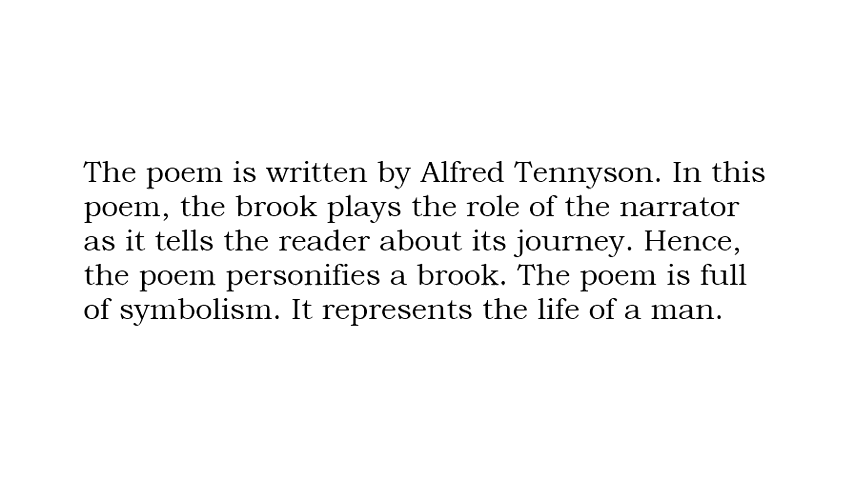 The poem is written by Alfred Tennyson. In this
poem, the brook plays the role of the narrator
as it tells the reader about its journey. Hence,
the poem personifies a brook. The poem is full
of symbolism. It represents the life of a man.